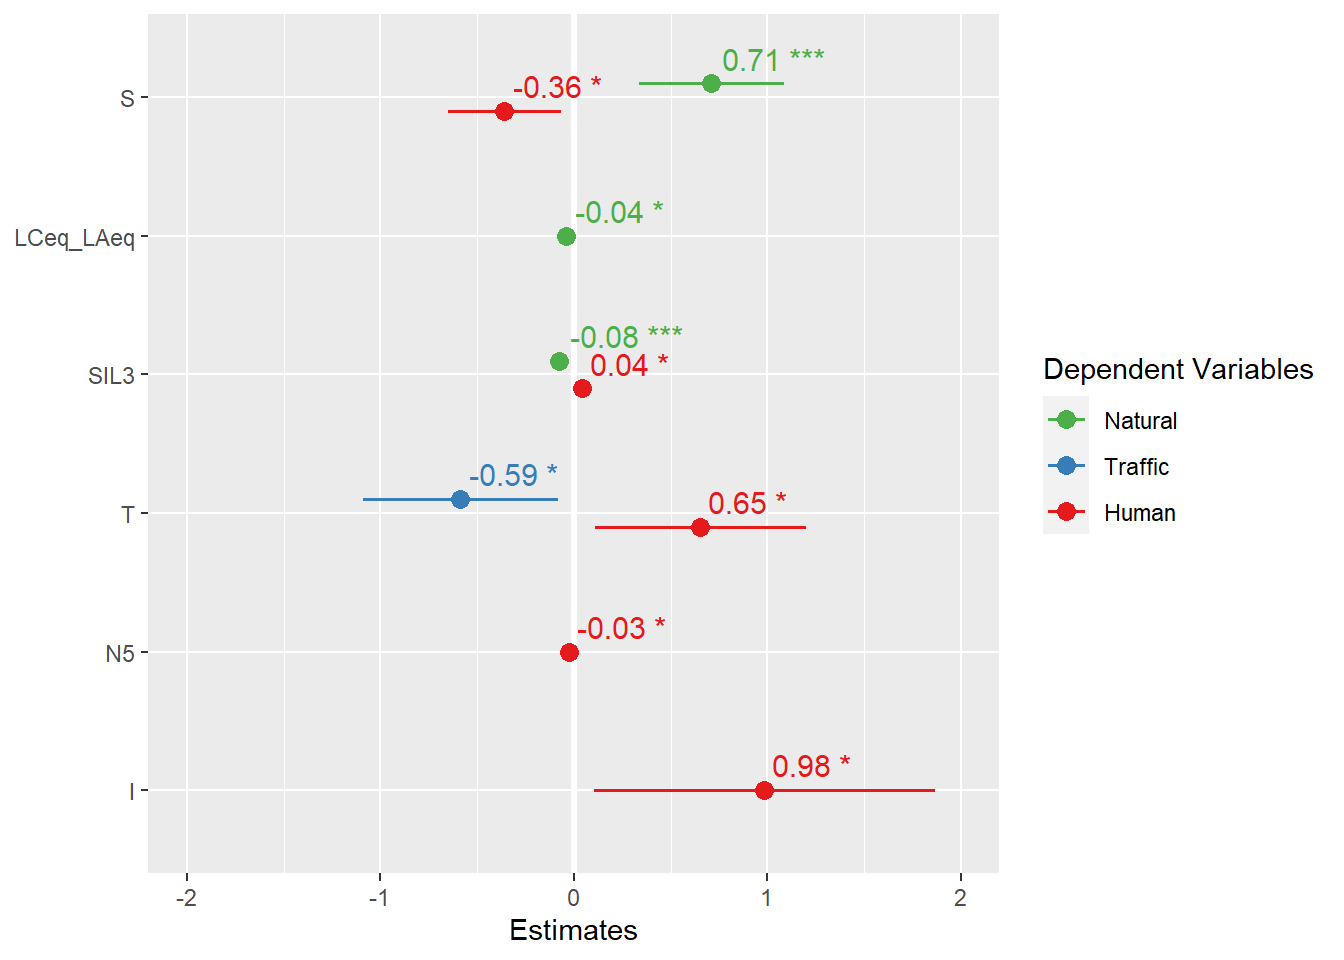 0.71 ***
-0.36 *
S
-0.04 *
LCeq_LAeq
-0.08 ***
0.04 *
SIL3
-0.59 *
0.65 *
T
-0.03 *
N5
0.98 *
I
-2 -1 0 1 2
Estimates
Dependent Variables
Natural
Traffic
Human